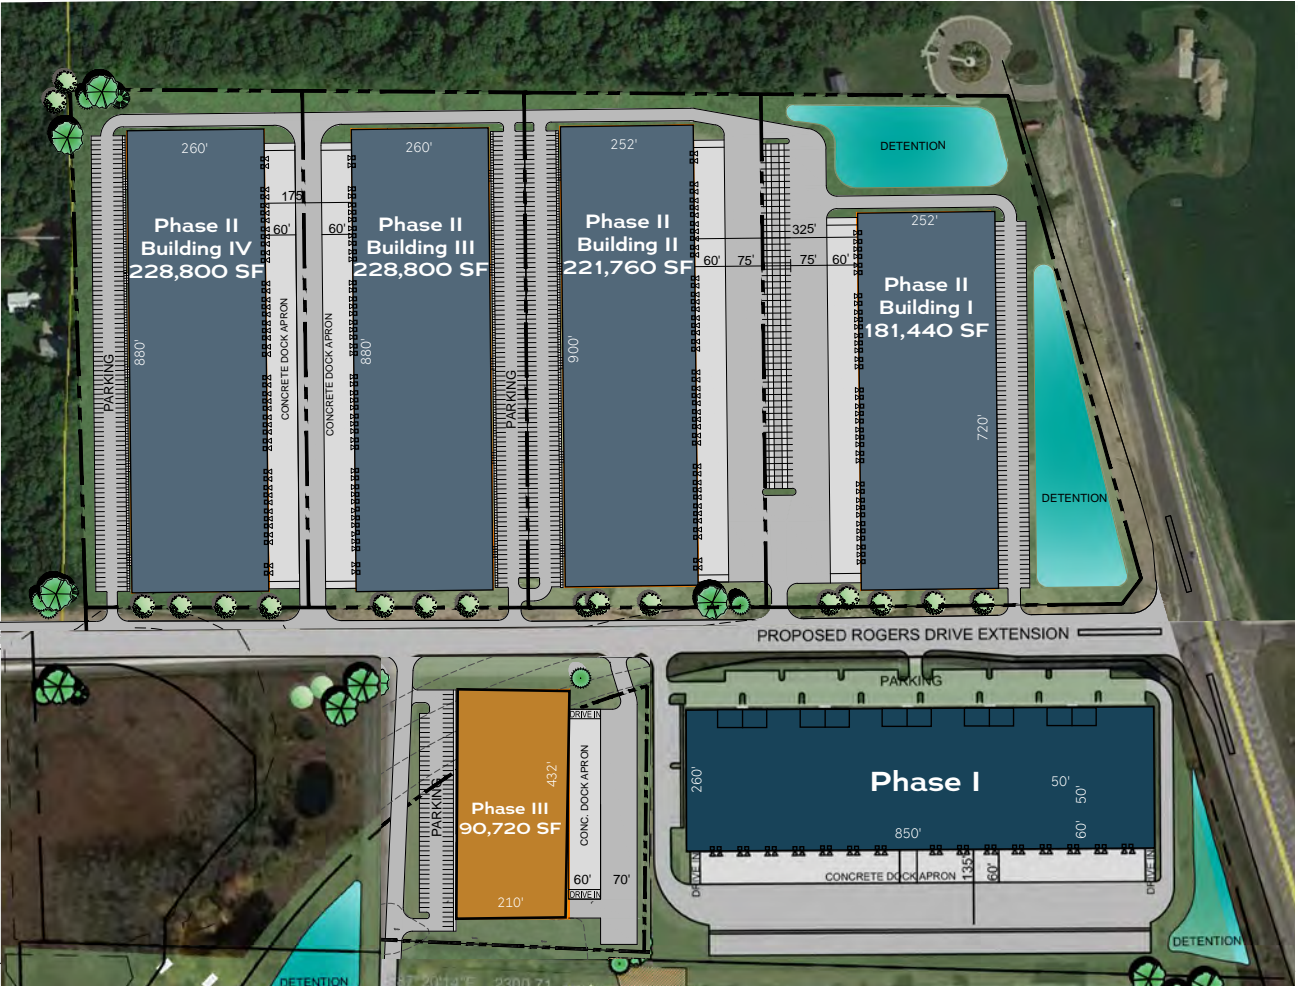 DETENTION
260'
260'
252'
252'
175'
325'
Phase II
Building IV
228,800 SF
60'
60'
Phase II
Building III
228,800 SF
Phase II
Building II
221,760 SF
60'
75'
75'
60'
Phase II
Building I
181,440 SF
PARKING
880'
CONCRETE DOCK APRON
CONCRETE DOCK APRON
880'
PARKING
900'
720'
DETENTION
PROPOSED ROGERS DRIVE EXTENSION
PARKING
DRIVE IN
PARKING
432'
CONC. DOCK APRON
Phase III
90,720 SF
60'
70'
DRIVE IN
210'
260'
Phase I
50'
50'
850'
60'
DRIVE IN
CONCRETE DOCK APRON
135'
60'
DRIVE IN
DETENTION
DETENTION